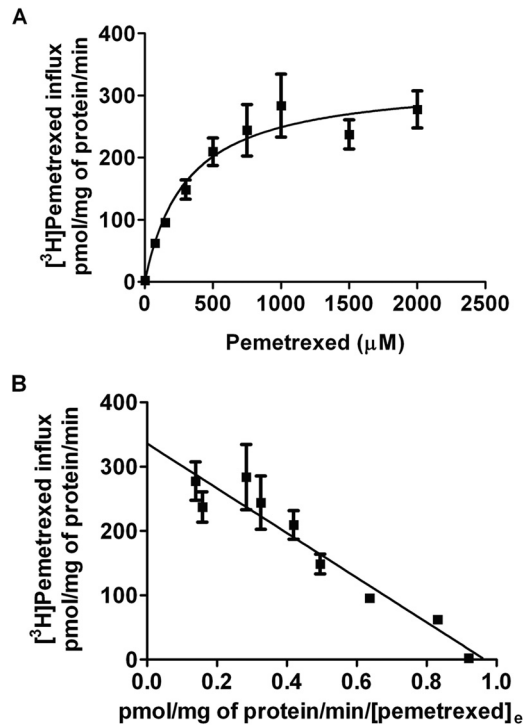 A
[³H]Pemetrexed influx
pmol/mg of protein/min
400
300
200
100
0
0 500 1000 1500 2000 2500
Pemetrexed (μM)
B
[³H]Pemetrexed influx
pmol/mg of protein/min
400
300
200
100
0
0.0 0.2 0.4 0.6 0.8 1.0
pmol/mg of protein/min/[pemetrexed]e